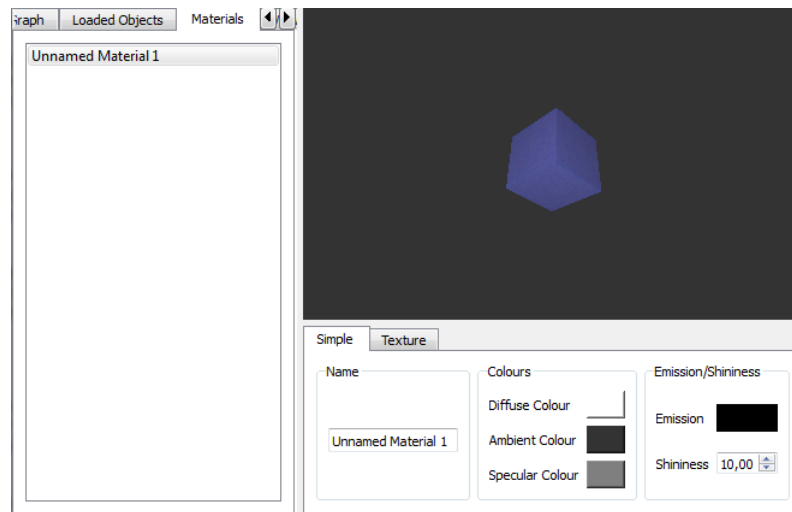 Loaded Objects
Materials
Unnamed Material 1
Simple
Texture
Name
Unnamed Material 1
Colours
Diffuse Colour
Ambient Colour
Specular Colour
Emission/Shininess
Emission
Shininess 10,00